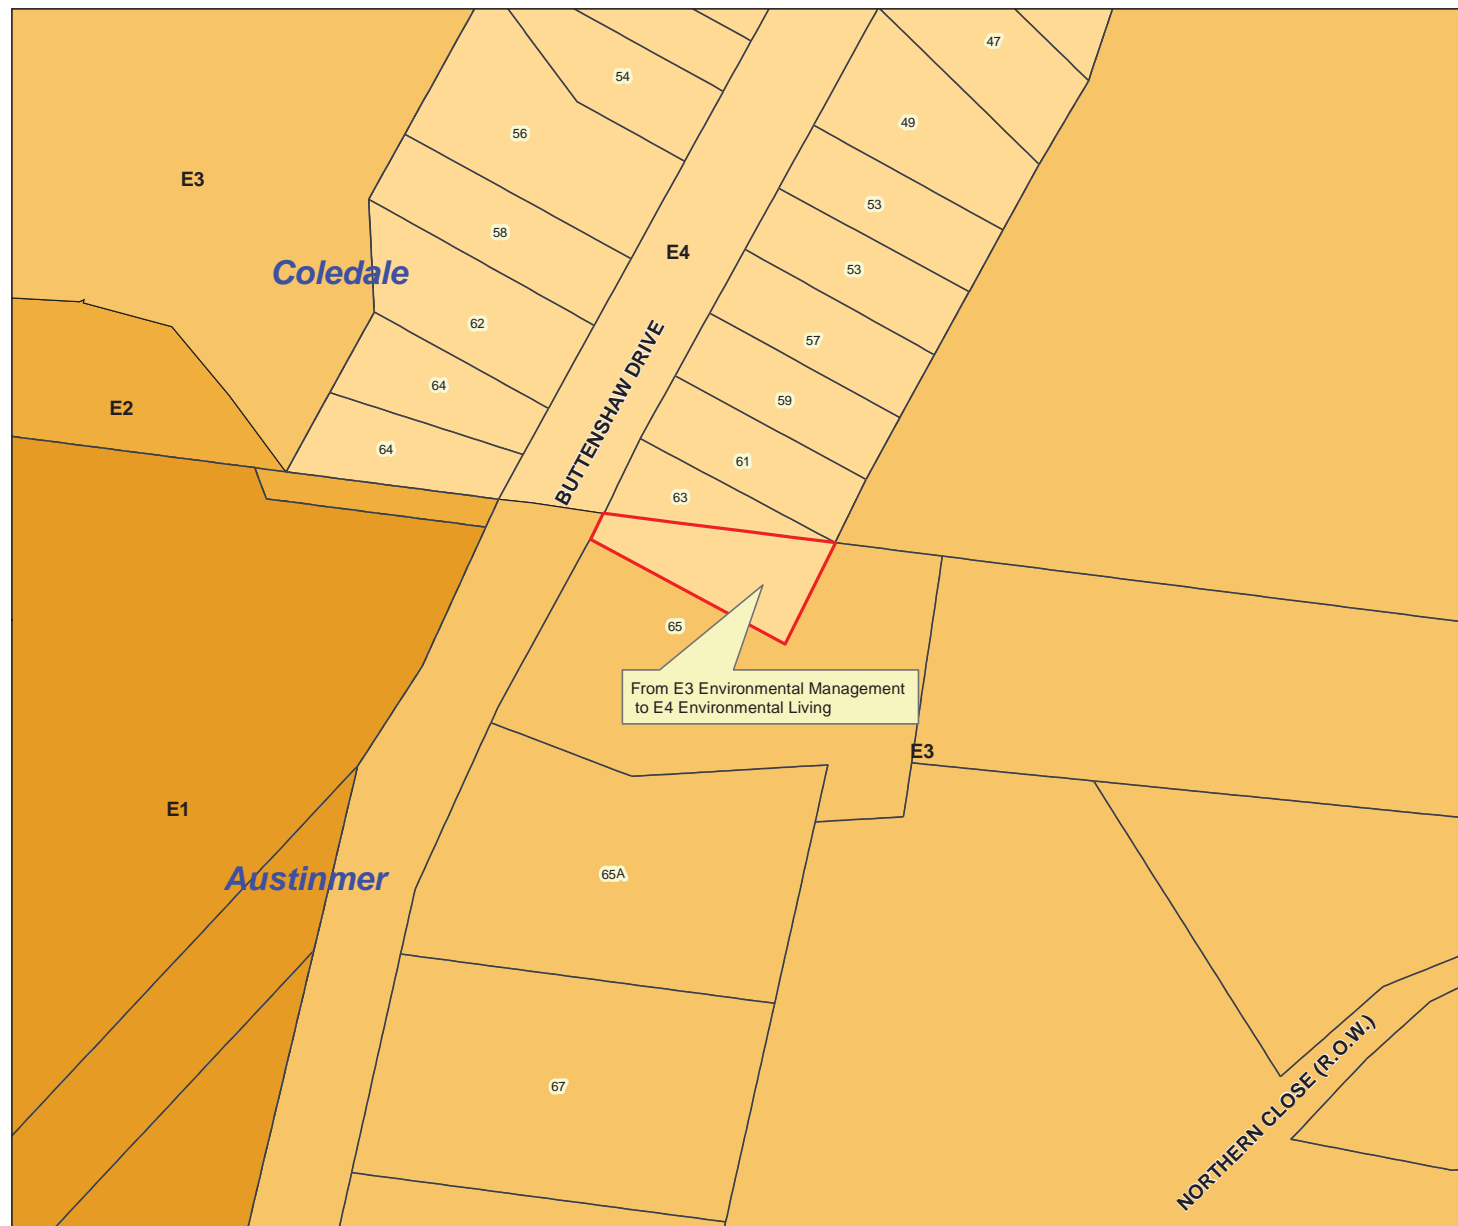 47
54
49
56
E3
53
58
E4
53
Coledale
62
57
BUTTENSHAW DRIVE
64
59
E2
64
61
63
65
From E3 Environmental Management
to E4 Environmental Living
E3
E1
65A
Austinmer
67
NORTHERN CLOSE (R.O.W.)